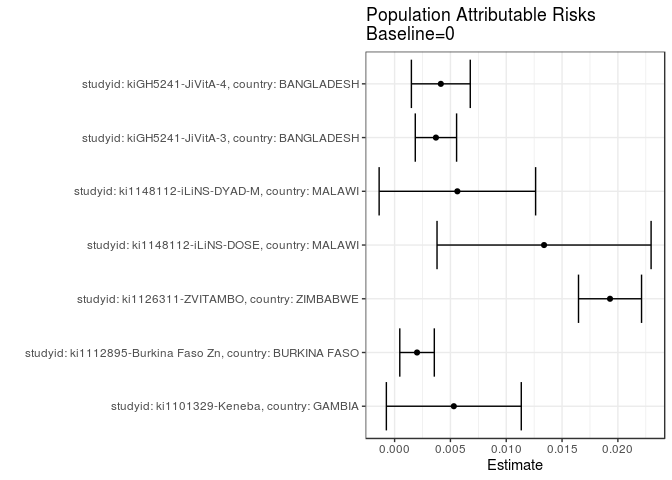 Population Attributable Risks
Baseline=0
studyid: kiGH5241-JiVitA-4, country: BANGLADESH
studyid: kiGH5241-JiVitA-3, country: BANGLADESH
studyid: ki1148112-iLiNS-DYAD-M, country: MALAWI
studyid: ki1148112-iLiNS-DOSE, country: MALAWI
studyid: ki1126311-ZVITAMBO, country: ZIMBABWE
studyid: ki1112895-Burkina Faso Zn, country: BURKINA FASO
studyid: ki1101329-Keneba, country: GAMBIA
0.000 0.005 0.010 0.015 0.020
Estimate